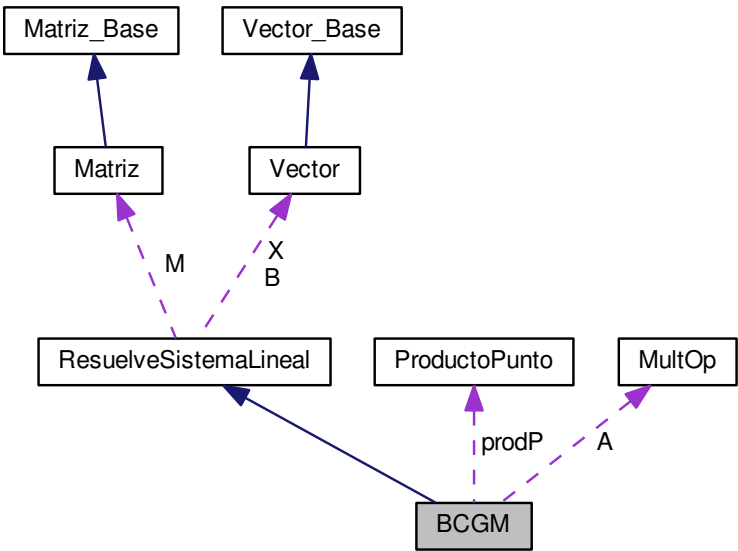 Matriz_Base
Vector_Base
Matriz
Vector
M
X
B
ResuelveSistemaLineal
ProductoPunto
MultOp
prodP
A
BCGM